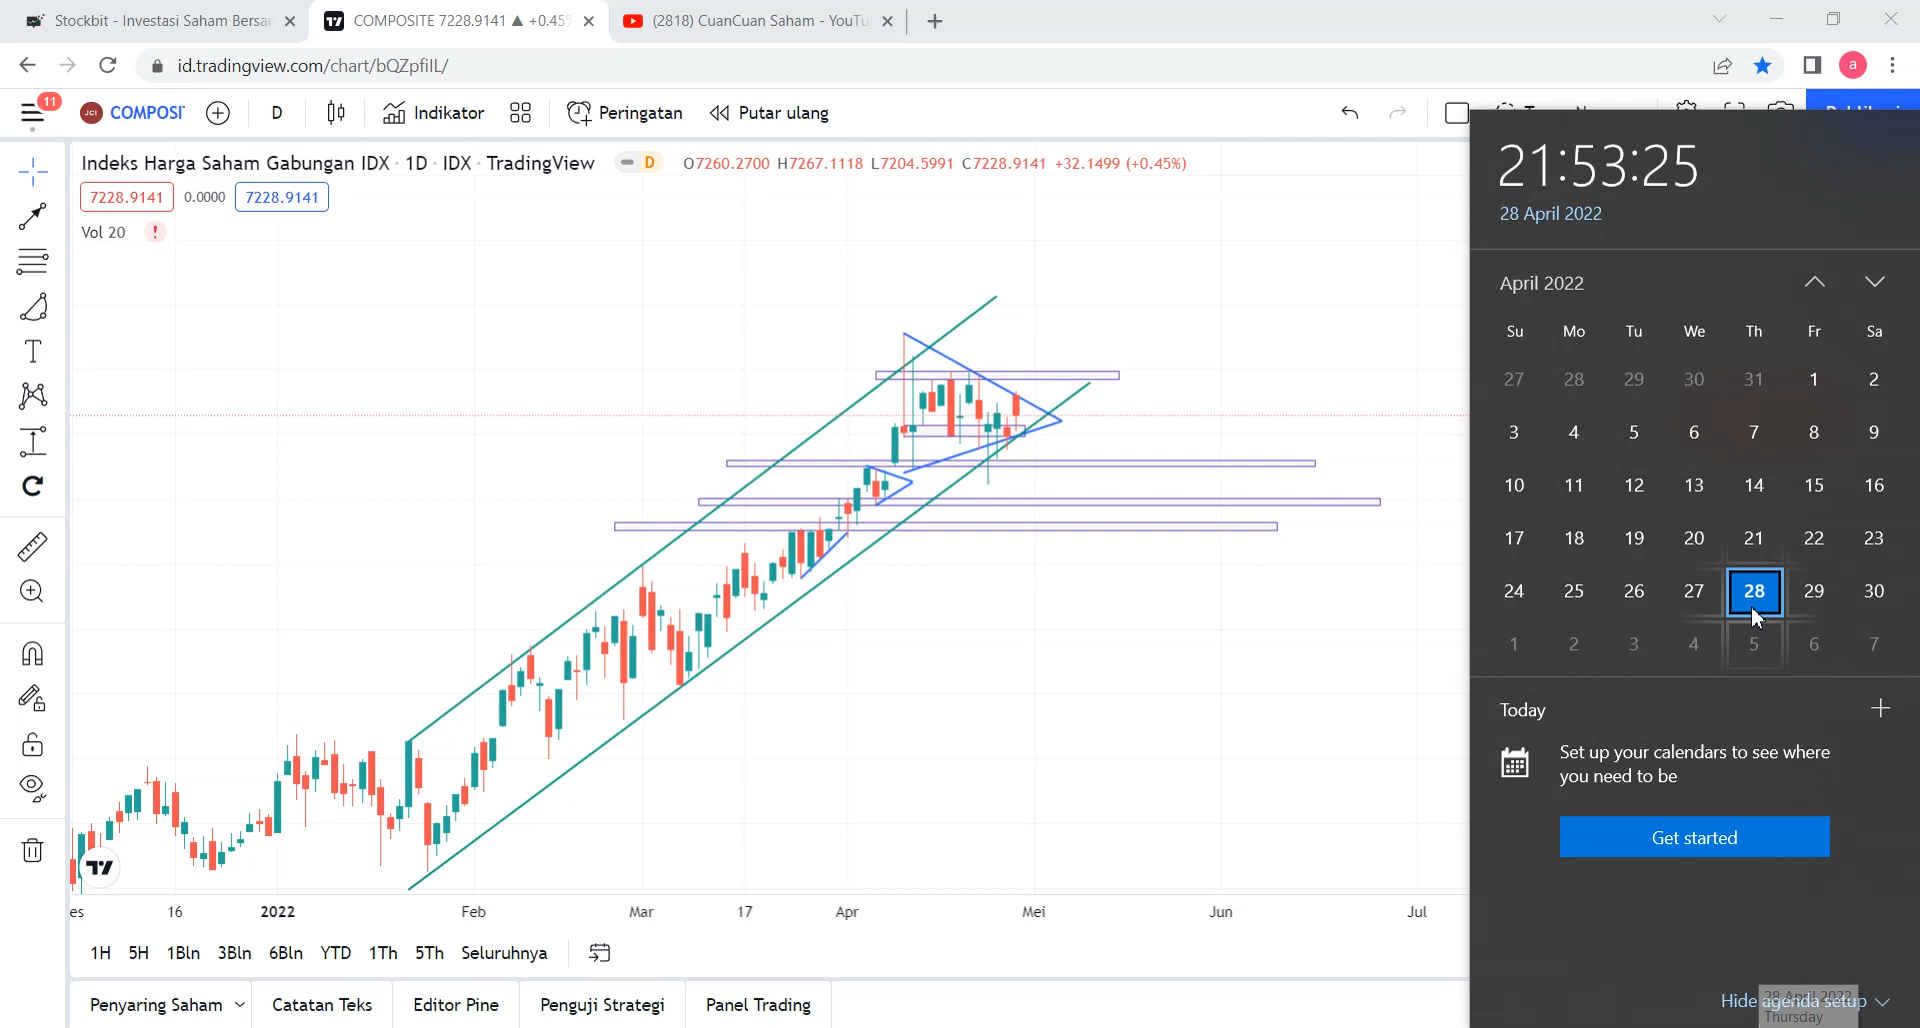 Stockbit - Investasi Saham Bersa
COMPOSITE 7228.9141 ▲ +0.45%
(2818) CuanCuan Saham - YouTu
id.tradingview.com/chart/bQZpfilL/
a
11
JCI
COMPOSI
D
Indikator
Peringatan
Putar ulang
Indeks Harga Saham Gabungan IDX · 1D · IDX · TradingView
D
O7260.2700 H7267.1118 L7204.5991 C7228.9141 +32.1499 (+0.45%)
7228.9141
0.0000
7228.9141
Vol 20
!
es
16
2022
Feb
Mar
17
Apr
Mei
Jun
Jul
1H 5H 1Bln 3Bln 6Bln YTD 1Th 5Th Seluruhnya
Penyaring Saham
Catatan Teks
Editor Pine
Penguji Strategi
Panel Trading
21:53:25
28 April 2022
April 2022
Su Mo Tu We Th Fr Sa
27 28 29 30 31 1 2
3 4 5 6 7 8 9
10 11 12 13 14 15 16
17 18 19 20 21 22 23
24 25 26 27 28 29 30
1 2 3 4 5 6 7
Today
Set up your calendars to see where
you need to be
Get started
Hide agenda setup
28 April 2022
Thursday